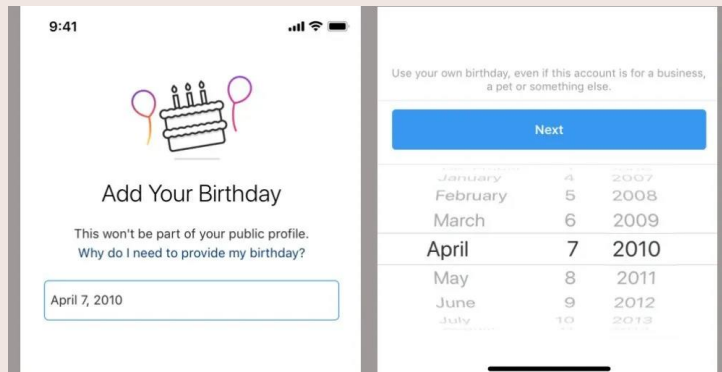 9:41
Add Your Birthday
This won't be part of your public profile.
Why do I need to provide my birthday?
April 7, 2010
Use your own birthday, even if this account is for a business,
a pet or something else.
Next
January 4 2007
February 5 2008
March 6 2009
April 7 2010
May 8 2011
June 9 2012
July 10 2013